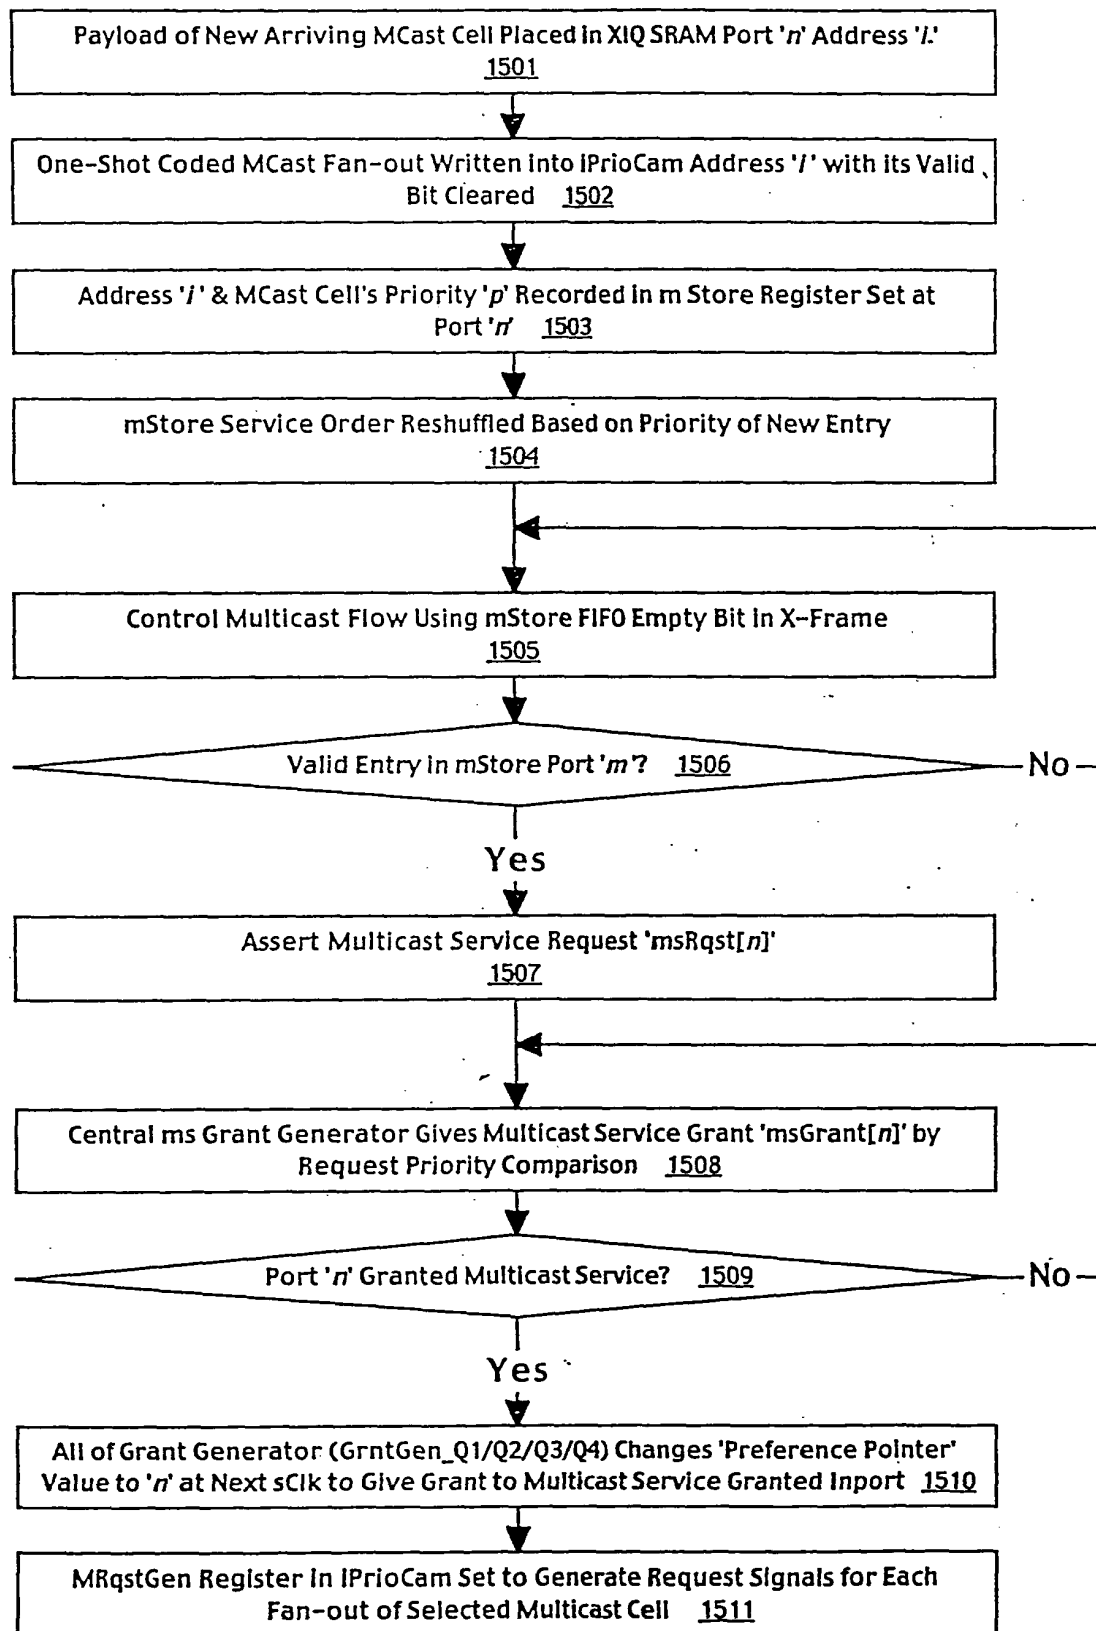 Payload of New Arriving MCast Cell Placed in XIQ SRAM Port 'n' Address 'i.'
1501
One-Shot Coded MCast Fan-out Written into iPrioCam Address 'i' with its Valid
Bit Cleared 1502
Address 'i' & MCast Cell's Priority 'p' Recorded in m Store Register Set at
Port 'n' 1503
mStore Service Order Reshuffled Based on Priority of New Entry
1504
Control Multicast Flow Using mStore FIFO Empty Bit in X-Frame
1505
Valid Entry in mStore Port 'm'? 1506
No
Yes
Assert Multicast Service Request 'msRqst[n]'
1507
Central ms Grant Generator Gives Multicast Service Grant 'msGrant[n]' by
Request Priority Comparison 1508
Port 'n' Granted Multicast Service? 1509
No
Yes
All of Grant Generator (GrntGen_Q1/Q2/Q3/Q4) Changes 'Preference Pointer'
Value to 'n' at Next sClk to Give Grant to Multicast Service Granted Inport 1510
MRqstGen Register in iPrioCam Set to Generate Request Signals for Each
Fan-out of Selected Multicast Cell 1511